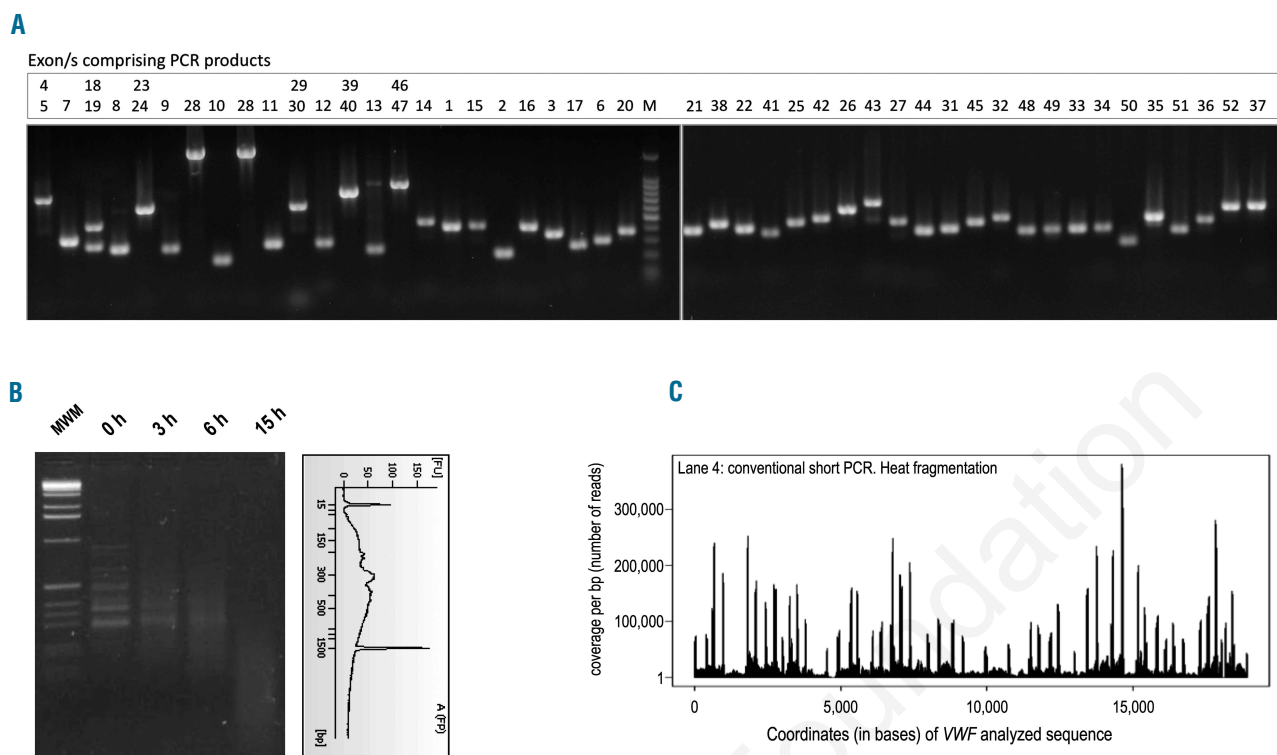 A
Exon/s comprising PCR products
4 18 23 29 39 46
5 7 19 8 24 9 28 10 28 11 30 12 40 13 47 14 1 15 2 3 17 6 20 M 21 38 22 41 25 42 26 43 27 44 31 45 32 48 49 33 34 50 35 51 36 52 37
16
B
MWM 0 h 3 h 6 h 15 h
[FU]
0 50 100 150
15
150
300
500
1500
[bp]
A (FP)
C
Lane 4: conventional short PCR. Heat fragmentation
coverage per bp (number of reads)
300,000
200,000
100,000
1
0 5,000 10,000 15,000
Coordinates (in bases) of VWF analyzed sequence
oundation